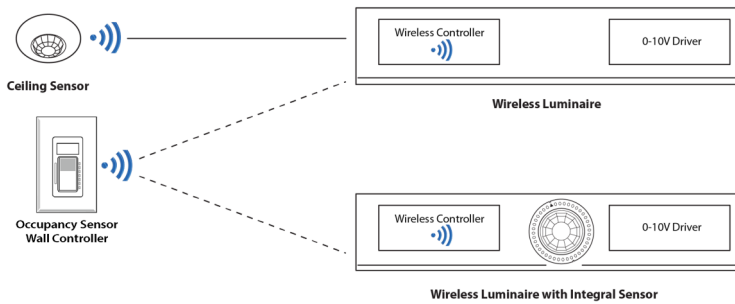 Wireless Controller
0-10V Driver
Ceiling Sensor
Wireless Luminaire
Occupancy Sensor
Wall Controller
Wireless Controller
0-10V Driver
Wireless Luminaire with Integral Sensor